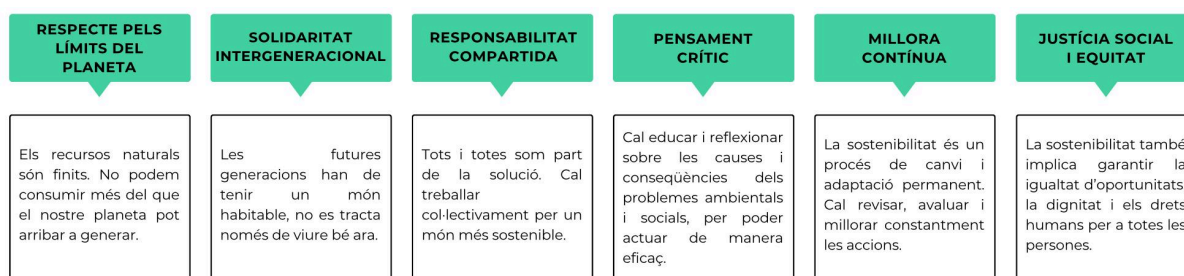 RESPECTE PELS
LÍMITS DEL
PLANETA
Els recursos naturals
són finits. No podem
consumir més del que
el nostre planeta pot
arribar a generar.
SOLIDARITAT
INTERGENERACIONAL
Les futures
generacions han de
tenir un món
habitable, no es tracta
només de viure bé ara.
RESPONSABILITAT
COMPARTIDA
Tots i totes som part
de la solució. Cal
treballar
col·lectivament per un
món més sostenible.
PENSAMENT
CRÍTIC
Cal educar i reflexionar
sobre les causes i
conseqüències dels
problemes ambientals
i socials, per poder
actuar de manera
eficaç.
MILLORA
CONTÍNUA
La sostenibilitat és un
procés de canvi i
adaptació permanent.
Cal revisar, avaluar i
millorar constantment
les accions.
JUSTÍCIA SOCIAL
I EQUITAT
La sostenibilitat també
implica garantir la
igualtat d'oportunitats,
la dignitat i els drets
humans per a totes les
persones.